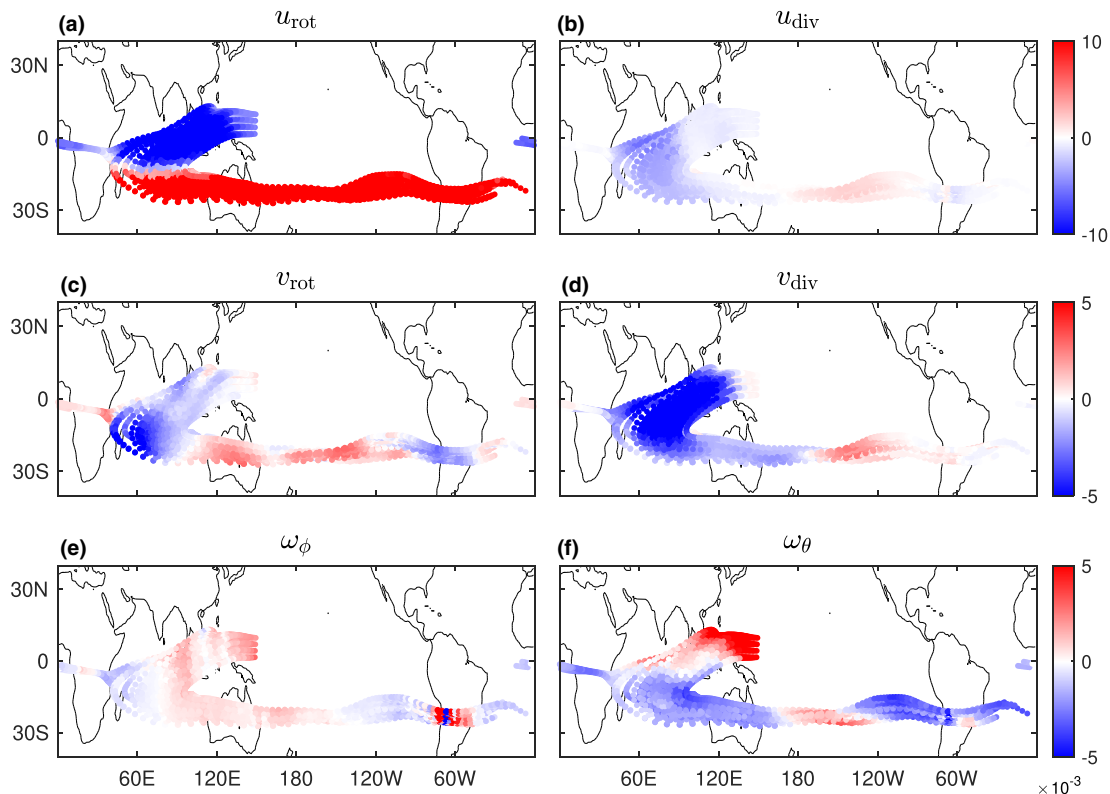 (a) u_rot
(b) u_div
30N
0
30S
10
0
-10
(c) v_rot
(d) v_div
30N
0
30S
5
0
-5
(e) ω_ϕ
(f) ω_θ
30N
0
30S
5
0
-5
60E 120E 180 120W 60W
60E 120E 180 120W 60W
×10⁻³